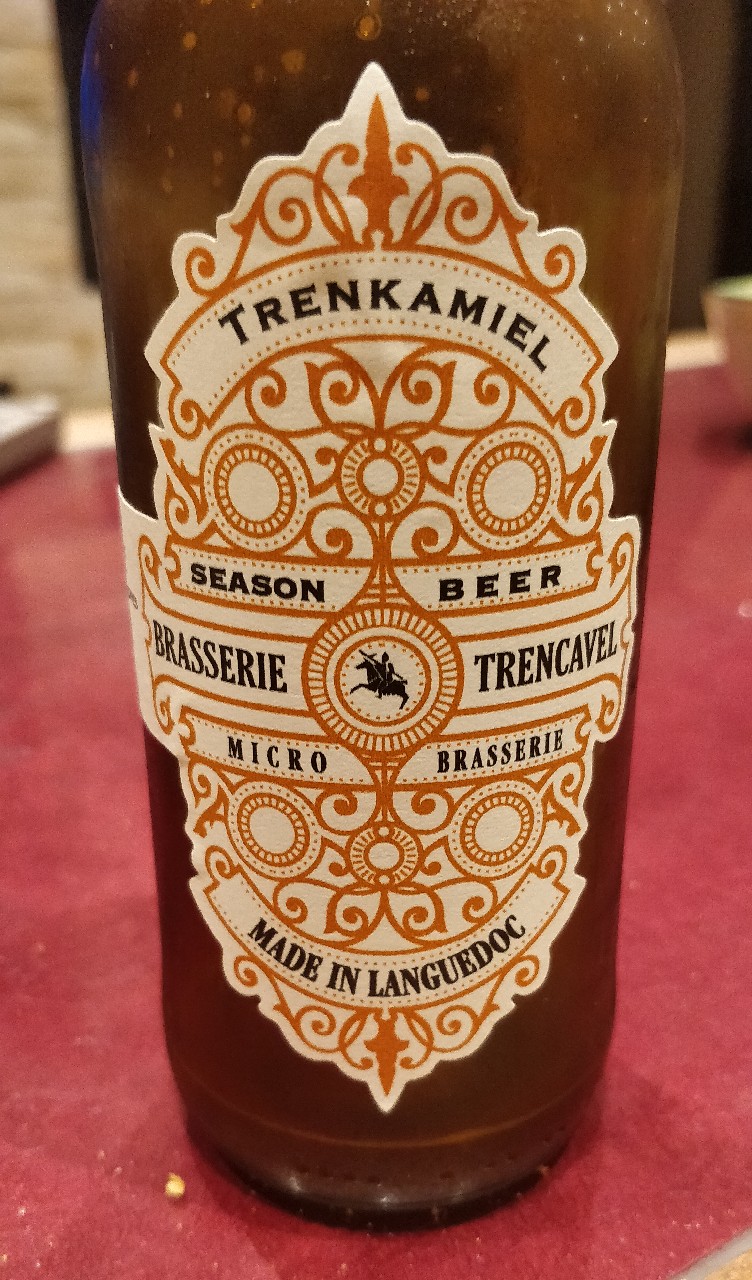 TRENKAMIEL
SEASON BEER
BRASSERIE TRENCAVEL
MICRO BRASSERIE
MADE IN LANGUEDOC